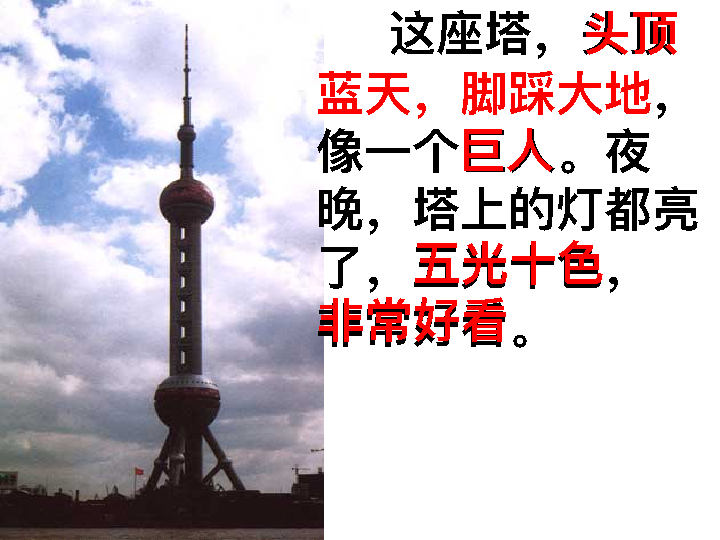 这座塔，头顶
蓝天，脚踩大地，
像一个巨人。夜
晚，塔上的灯都亮
了，五光十色，
非常好看。